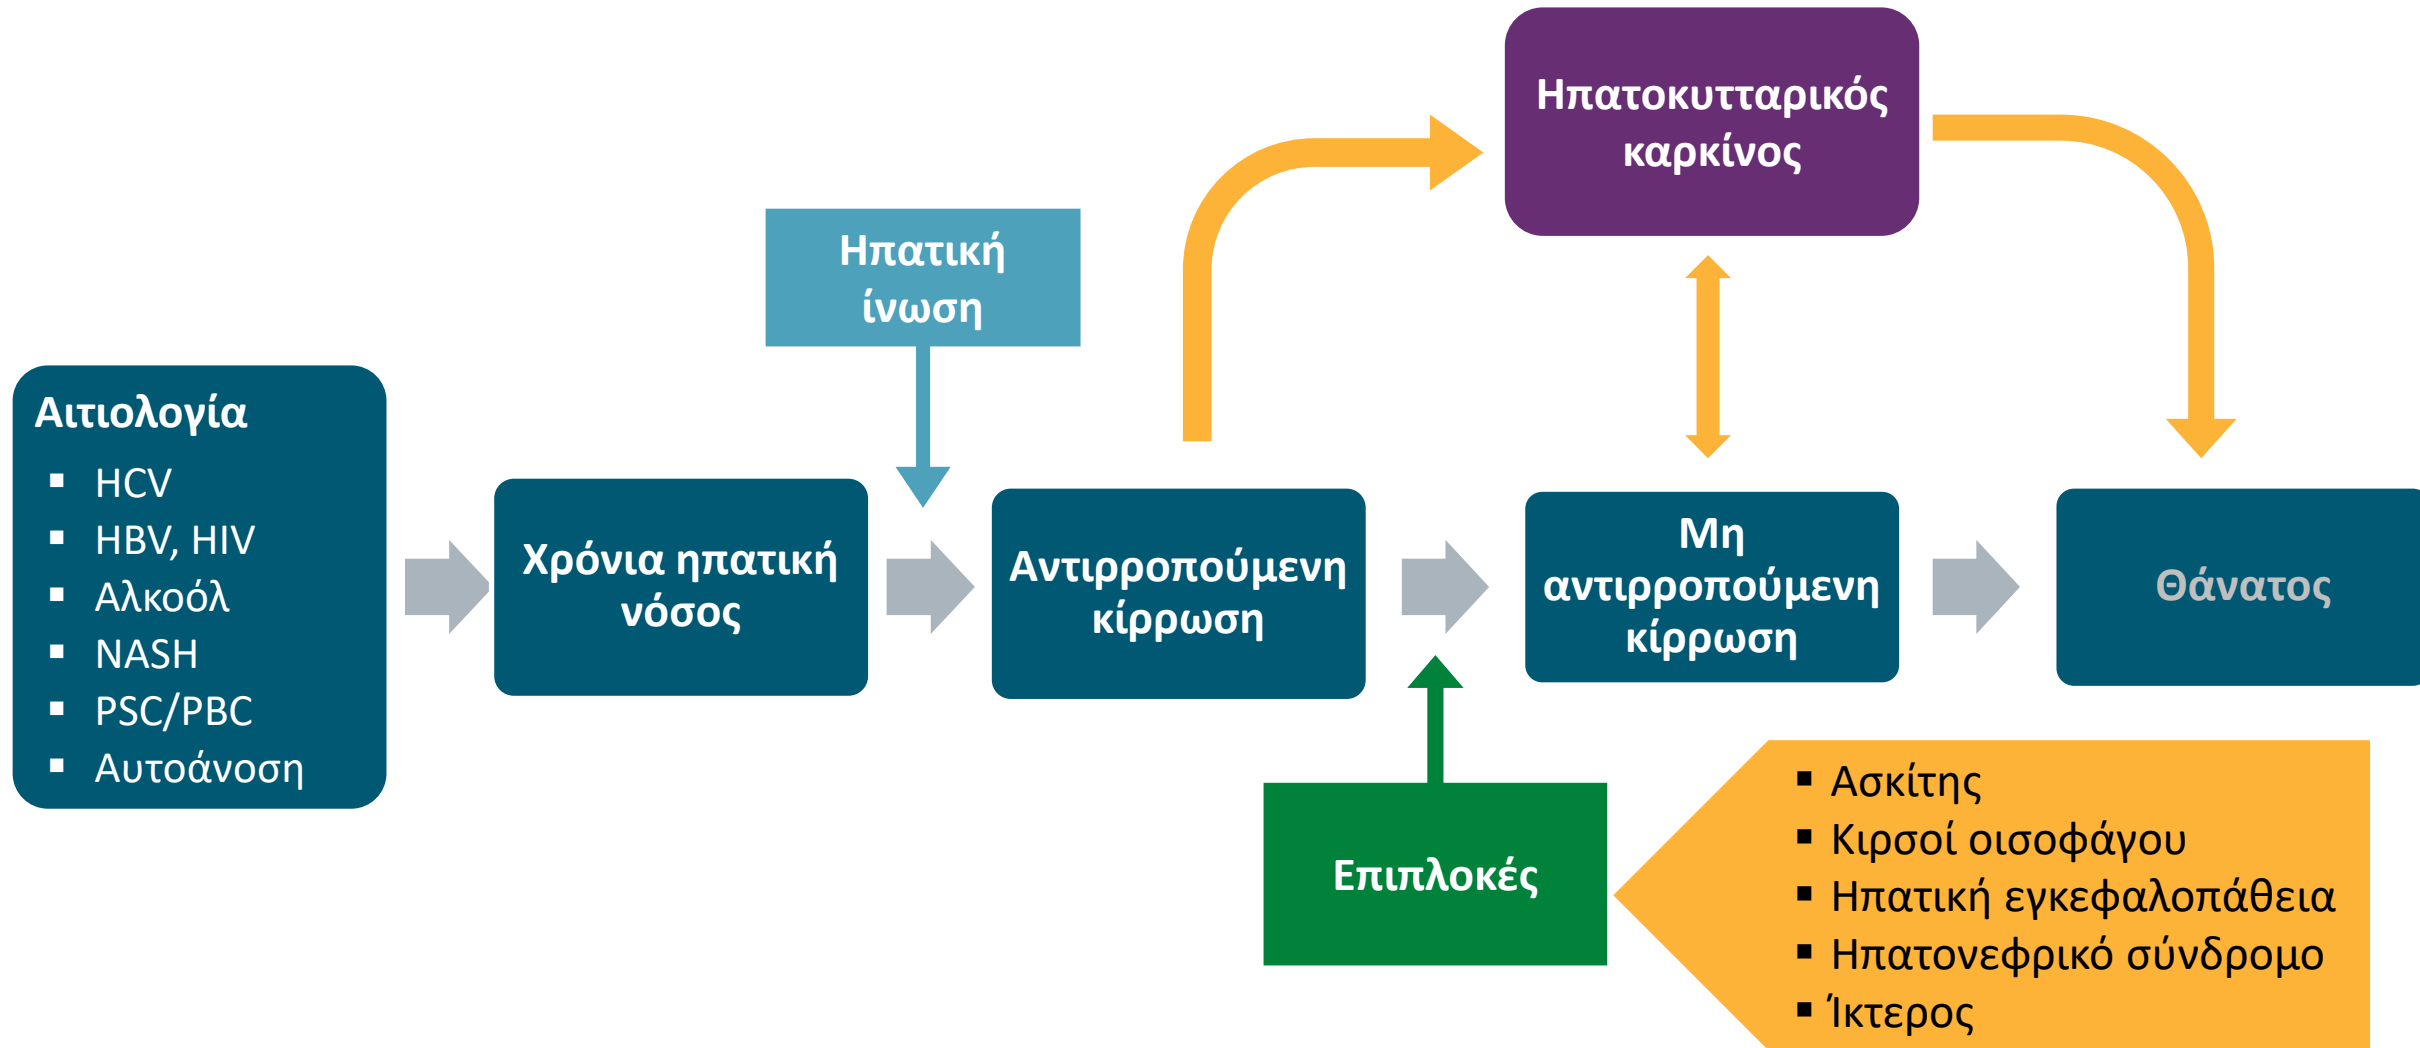 Ηπατοκυτταρικός
καρκίνος
Ηπατική
ίνωση
Αιτιολογία
▪ HCV
▪ HBV, HIV
▪ Αλκοόλ
▪ NASH
▪ PSC/PBC
▪ Αυτοάνοση
Χρόνια ηπατική
νόσος
Αντιρροπούμενη
κίρρωση
Μη
αντιρροπούμενη
κίρρωση
Θάνατος
Επιπλοκές
▪ Ασκίτης
▪ Κιρσοί οισοφάγου
▪ Ηπατική εγκεφαλοπάθεια
▪ Ηπατονεφρικό σύνδρομο
▪ Ίκτερος